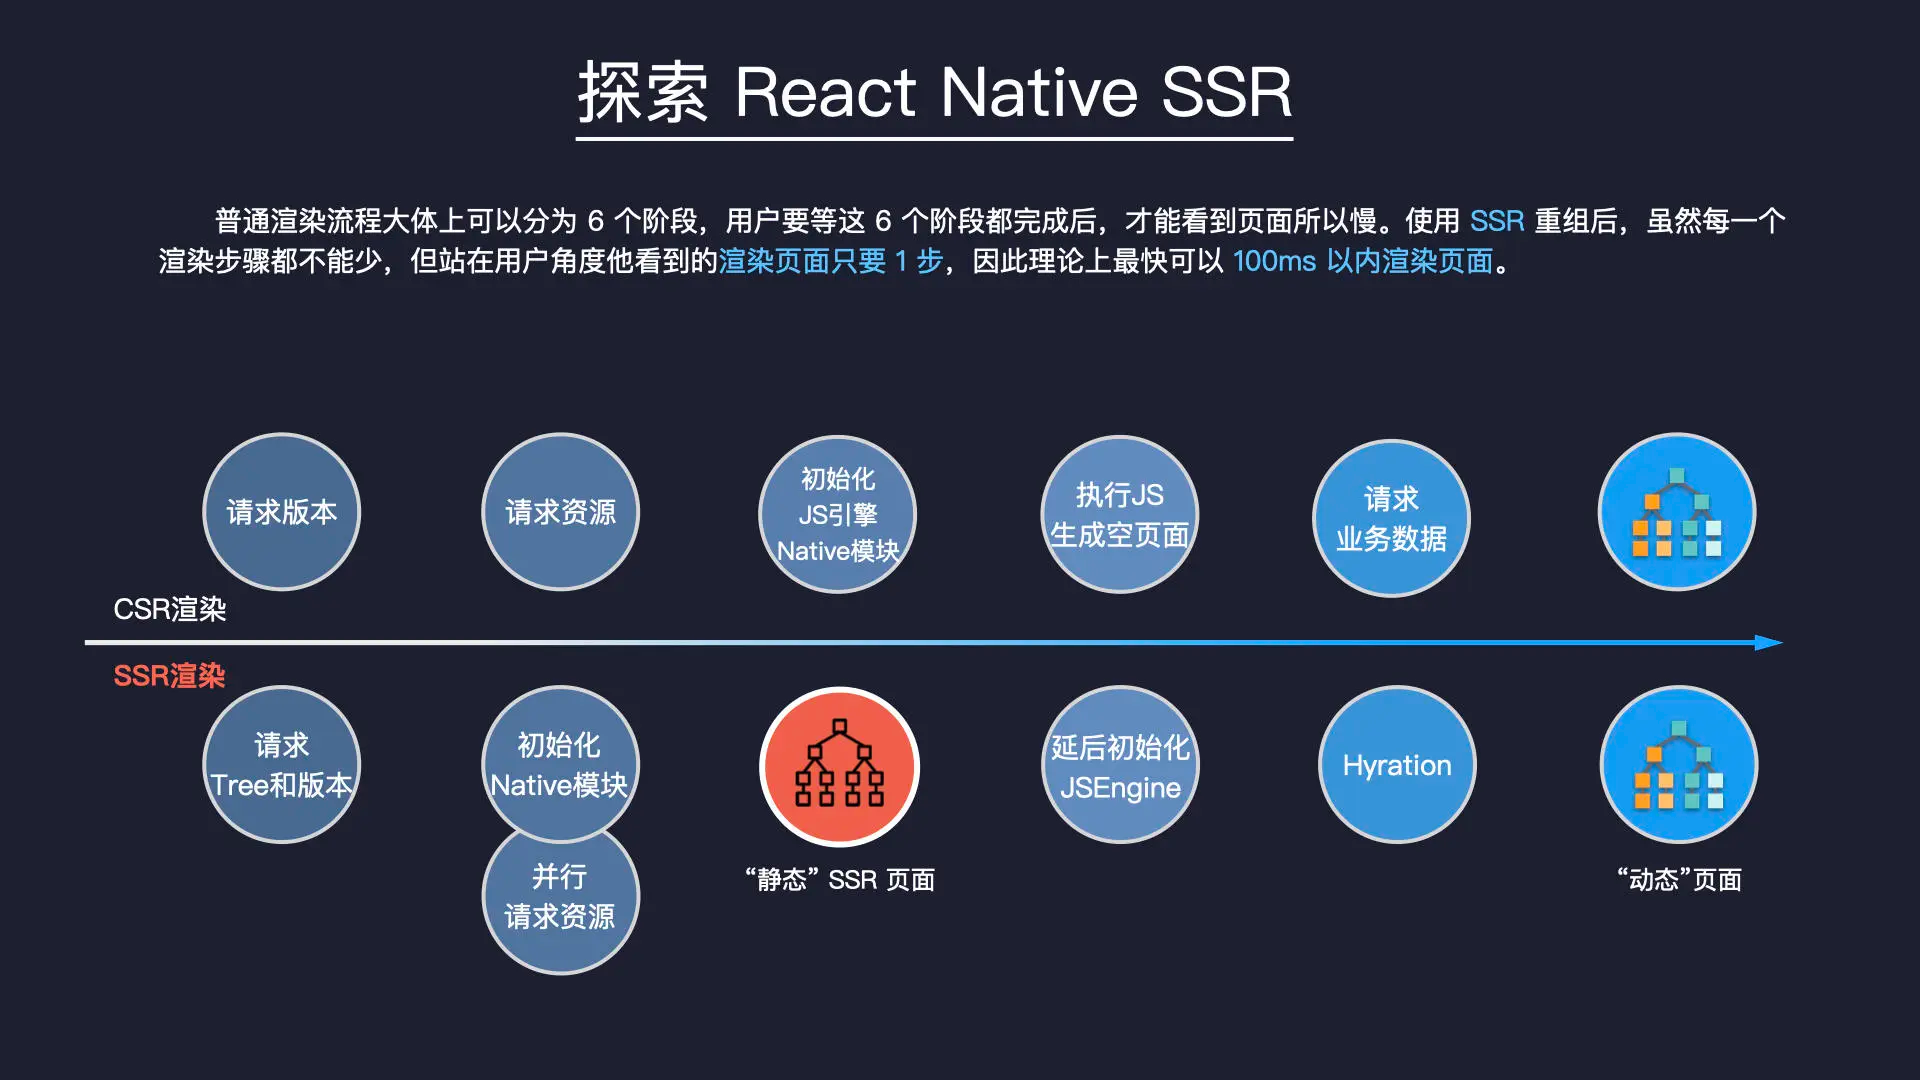 探索 React Native SSR
普通渲染流程大体上可以分为 6 个阶段，用户要等这 6 个阶段都完成后，才能看到页面所以慢。使用 SSR 重组后，虽然每一个
渲染步骤都不能少，但站在用户角度他看到的渲染页面只要 1 步，因此理论上最快可以 100ms 以内渲染页面。
请求版本
请求资源
初始化
JS引擎
Native模块
执行JS
生成空页面
请求
业务数据
CSR渲染
SSR渲染
请求
Tree和版本
初始化
Native模块
并行
请求资源
“静态” SSR 页面
延后初始化
JSEngine
Hyration
“动态”页面